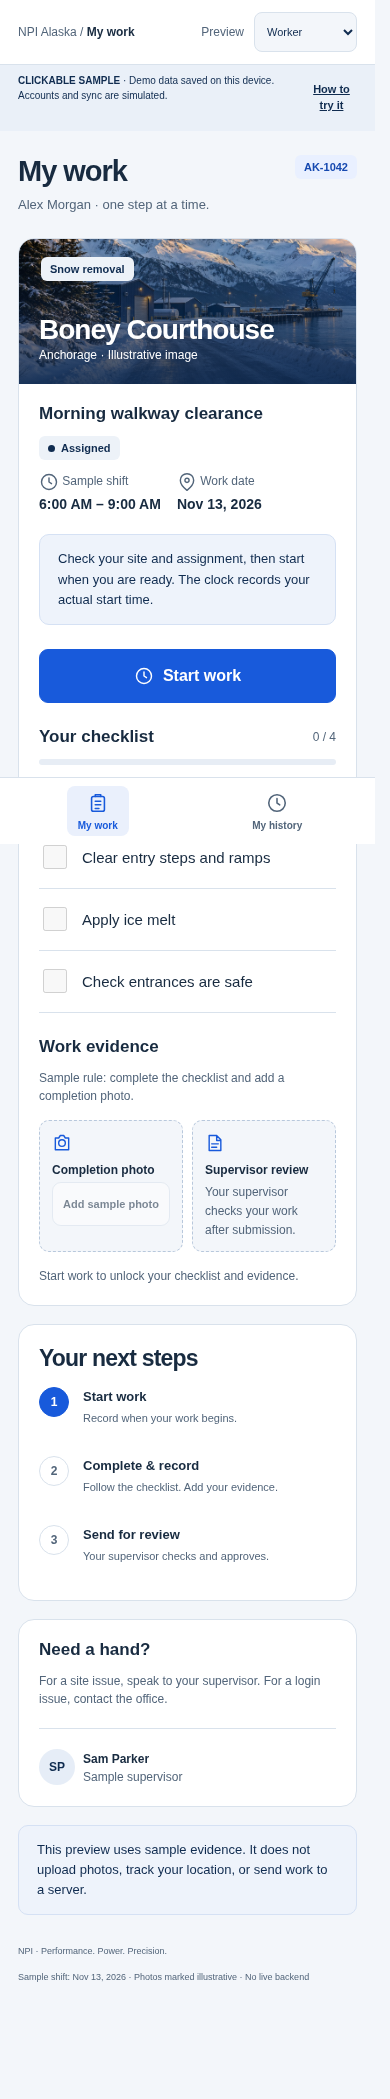 NPI Alaska / My work
Preview
Worker
CLICKABLE SAMPLE · Demo data saved on this device.
Accounts and sync are simulated.
How to
try it
My work
AK-1042
Alex Morgan · one step at a time.
Snow removal
Boney Courthouse
Anchorage · Illustrative image
Morning walkway clearance
Assigned
Sample shift
Work date
6:00 AM – 9:00 AM
Nov 13, 2026
Check your site and assignment, then start
when you are ready. The clock records your
actual start time.
Start work
Your checklist
0 / 4
My work
My history
Clear entry steps and ramps
Apply ice melt
Check entrances are safe
Work evidence
Sample rule: complete the checklist and add a
completion photo.
Completion photo
Add sample photo
Supervisor review
Your supervisor
checks your work
after submission.
Start work to unlock your checklist and evidence.
Your next steps
1
Start work
Record when your work begins.
2
Complete & record
Follow the checklist. Add your evidence.
3
Send for review
Your supervisor checks and approves.
Need a hand?
For a site issue, speak to your supervisor. For a login
issue, contact the office.
SP
Sam Parker
Sample supervisor
This preview uses sample evidence. It does not
upload photos, track your location, or send work to
a server.
NPI · Performance. Power. Precision.
Sample shift: Nov 13, 2026 · Photos marked illustrative · No live backend